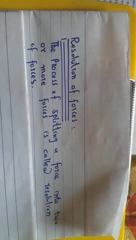 Resolution of forces:
The Process of splitting a force into two
or more forces is called resolution
of forces.